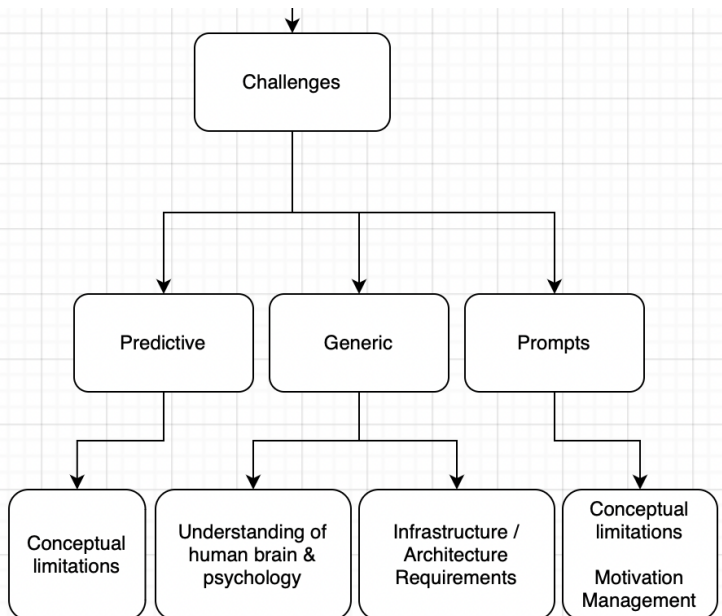 Challenges
Predictive
Generic
Prompts
Conceptual
limitations
Understanding of
human brain &
psychology
Infrastructure /
Architecture
Requirements
Conceptual
limitations
Motivation
Management